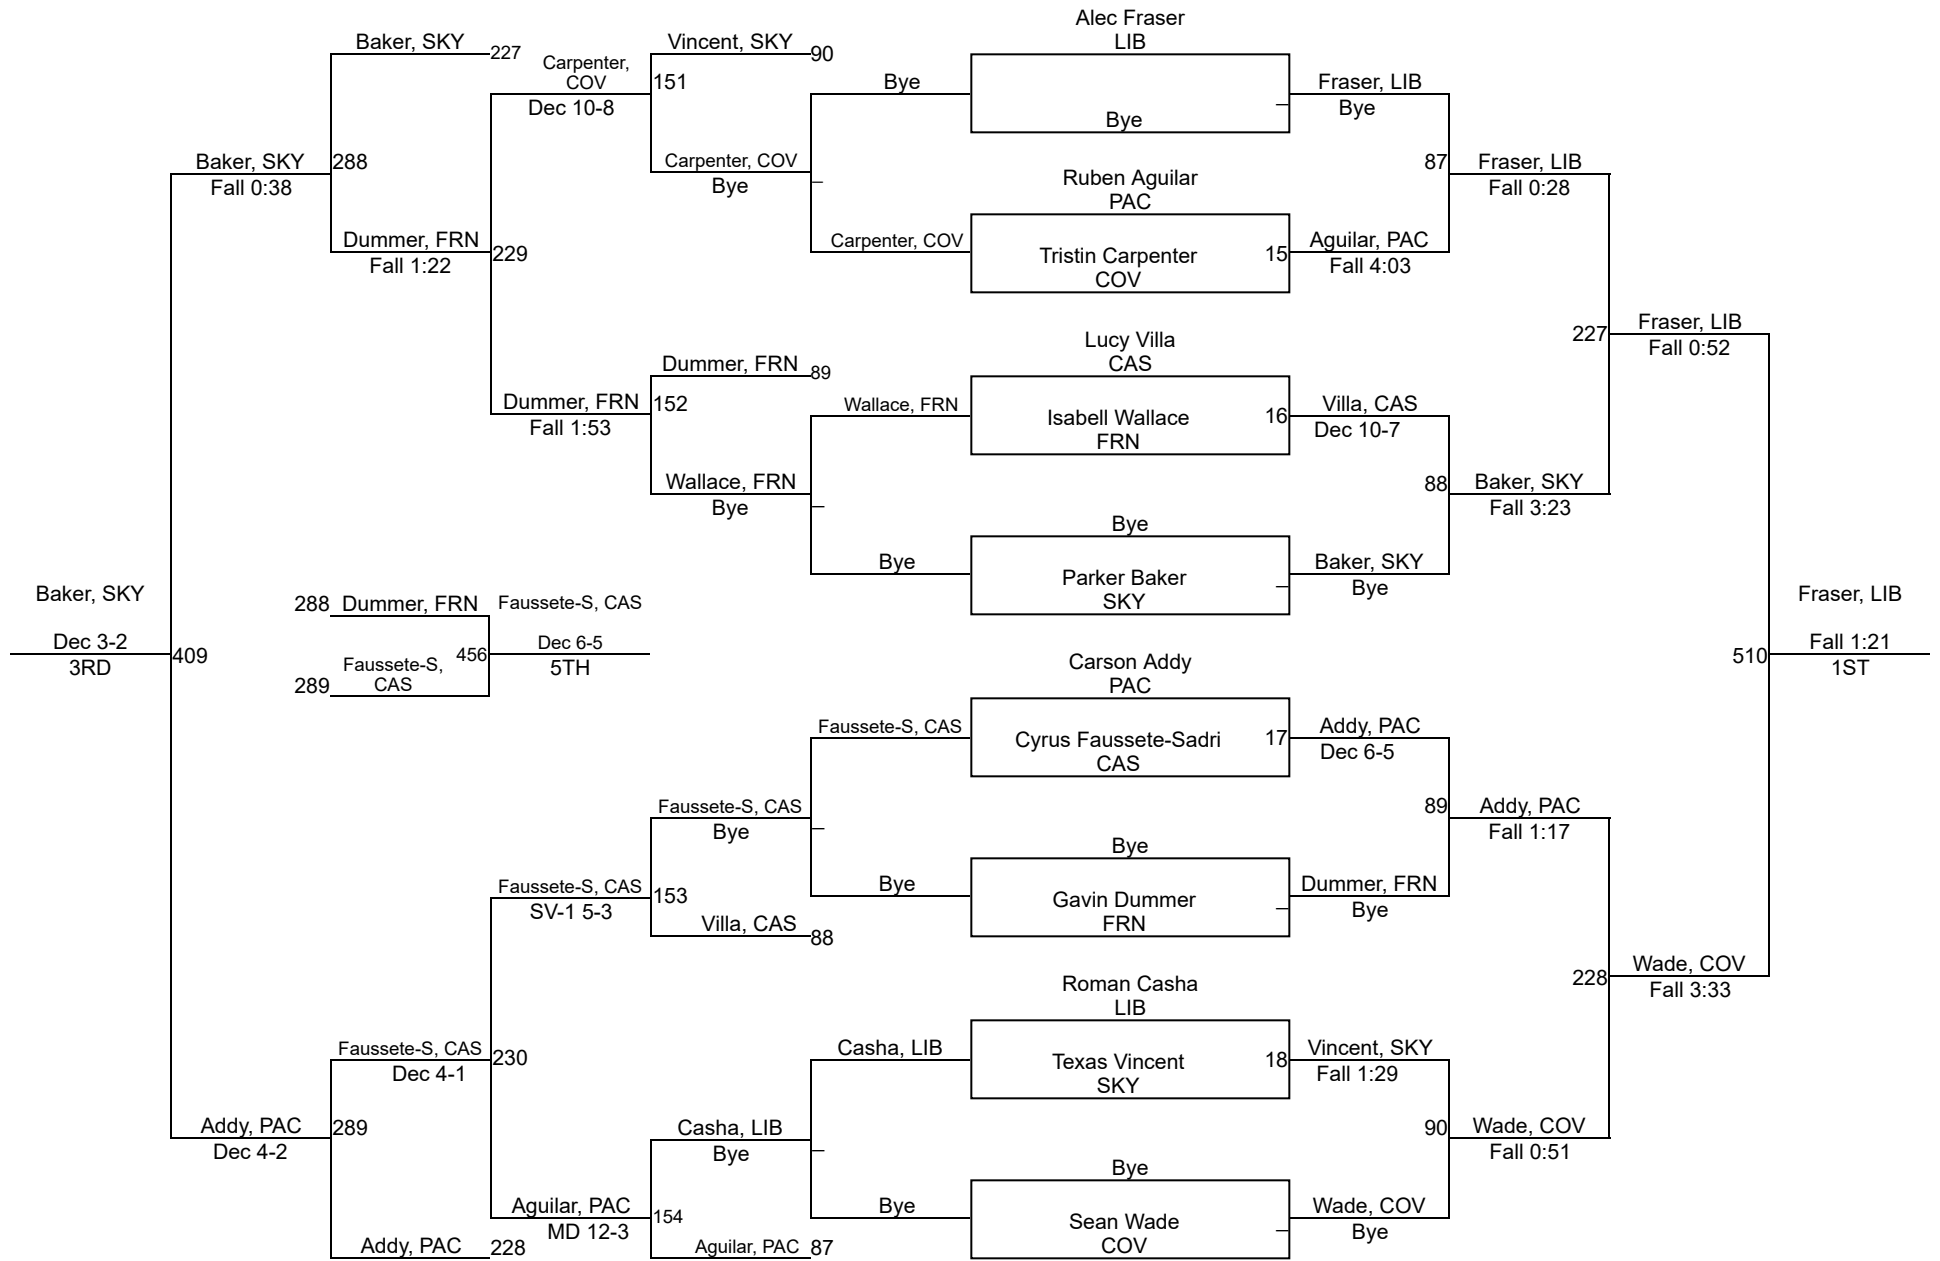 Alec Fraser
LIB
Baker, SKY
227
Carpenter,
COV
Dec 10-8
Vincent, SKY
90
151
Bye
Bye
Fraser, LIB
Bye
Baker, SKY
Fall 0:38
288
Carpenter, COV
Bye
–
Ruben Aguilar
PAC
87
Fraser, LIB
Fall 0:28
Dummer, FRN
Fall 1:22
229
Carpenter, COV
Tristin Carpenter
COV
15
Aguilar, PAC
Fall 4:03
Lucy Villa
CAS
227
Fraser, LIB
Fall 0:52
Dummer, FRN
89
Dummer, FRN
Fall 1:53
152
Wallace, FRN
Isabell Wallace
FRN
16
Villa, CAS
Dec 10-7
Wallace, FRN
Bye
–
88
Baker, SKY
Fall 3:23
Bye
Bye
Parker Baker
SKY
–
Baker, SKY
Bye
Baker, SKY
Dec 3-2
3RD
409
288
Dummer, FRN
289
Faussete-S,
CAS
456
Faussete-S, CAS
Dec 6-5
5TH
Fraser, LIB
510
Fall 1:21
1ST
Carson Addy
PAC
Faussete-S, CAS
Cyrus Faussete-Sadri
CAS
17
Addy, PAC
Dec 6-5
Faussete-S, CAS
Bye
–
89
Addy, PAC
Fall 1:17
Faussete-S, CAS
SV-1 5-3
153
Villa, CAS
88
Bye
Bye
Gavin Dummer
FRN
–
Dummer, FRN
Bye
228
Wade, COV
Fall 3:33
Roman Casha
LIB
Faussete-S, CAS
Dec 4-1
230
Casha, LIB
Texas Vincent
SKY
18
Vincent, SKY
Fall 1:29
Addy, PAC
Dec 4-2
289
Casha, LIB
Bye
–
90
Wade, COV
Fall 0:51
Bye
Aguilar, PAC
MD 12-3
154
Bye
Sean Wade
COV
–
Wade, COV
Bye
Addy, PAC
228
Aguilar, PAC
87